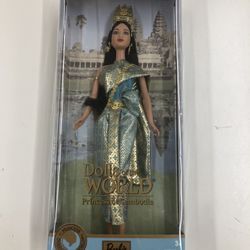 Dolls of the
WORLD
Princess of Cambodia
Barbie